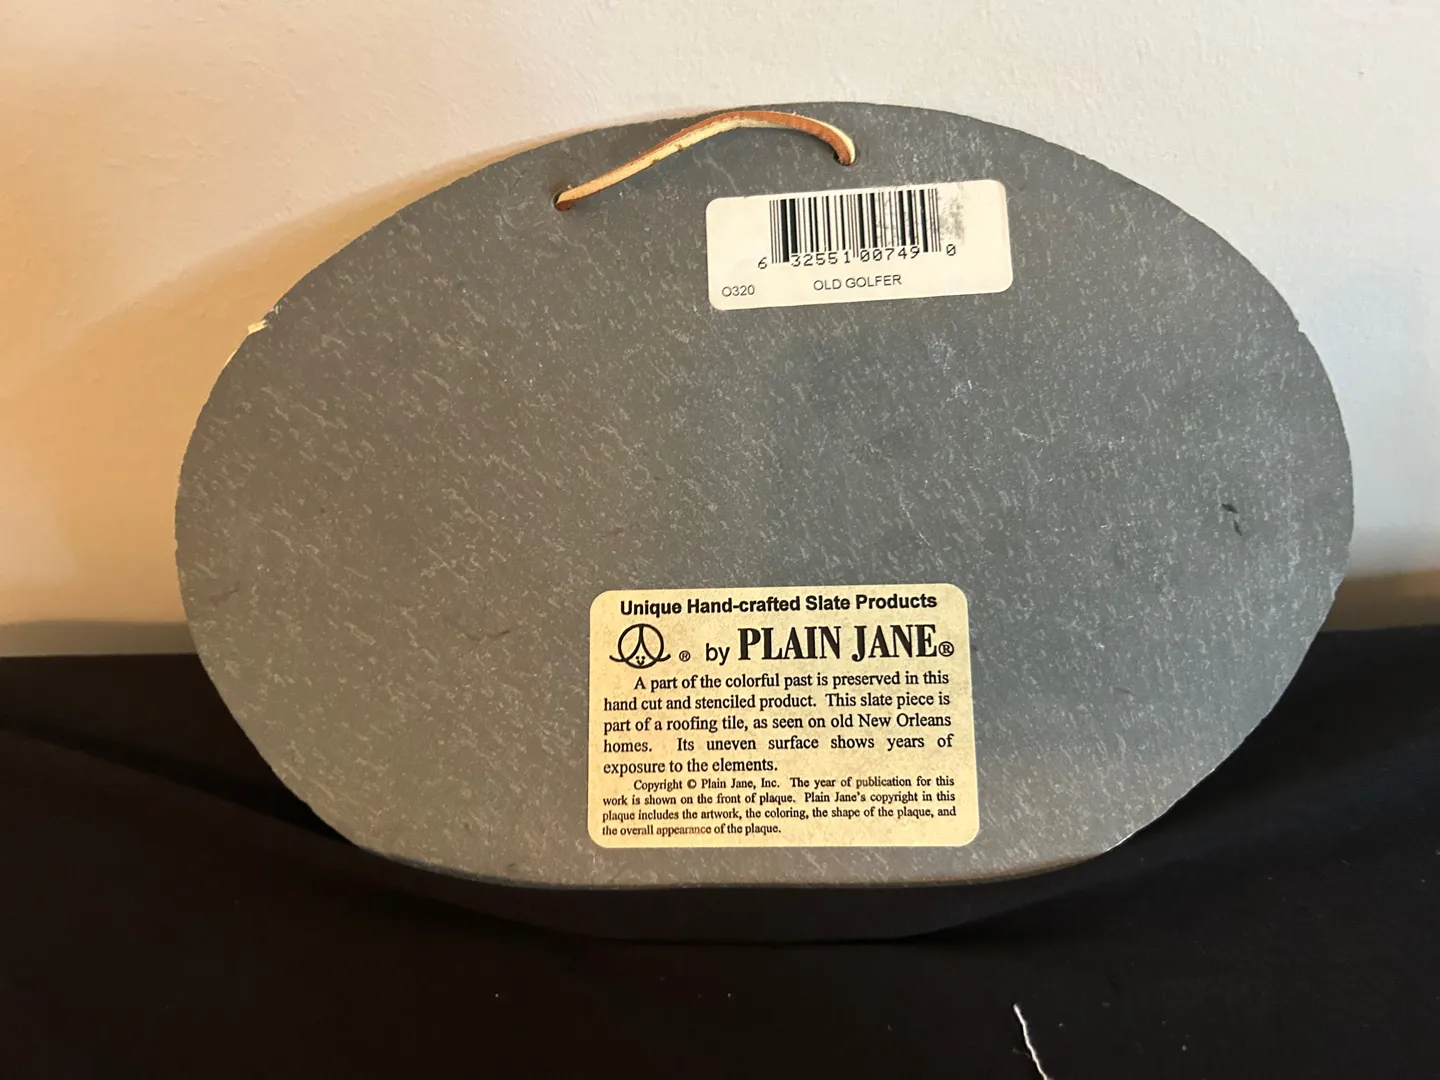 6 32551 00749 0
O320 OLD GOLFER
Unique Hand-crafted Slate Products
® by PLAIN JANE®
A part of the colorful past is preserved in this
hand cut and stenciled product. This slate piece is
part of a roofing tile, as seen on old New Orleans
homes. Its uneven surface shows years of
exposure to the elements.
Copyright © Plain Jane, Inc. The year of publication for this
work is shown on the front of plaque. Plain Jane's copyright in this
plaque includes the artwork, the coloring, the shape of the plaque, and
the overall appearance of the plaque.